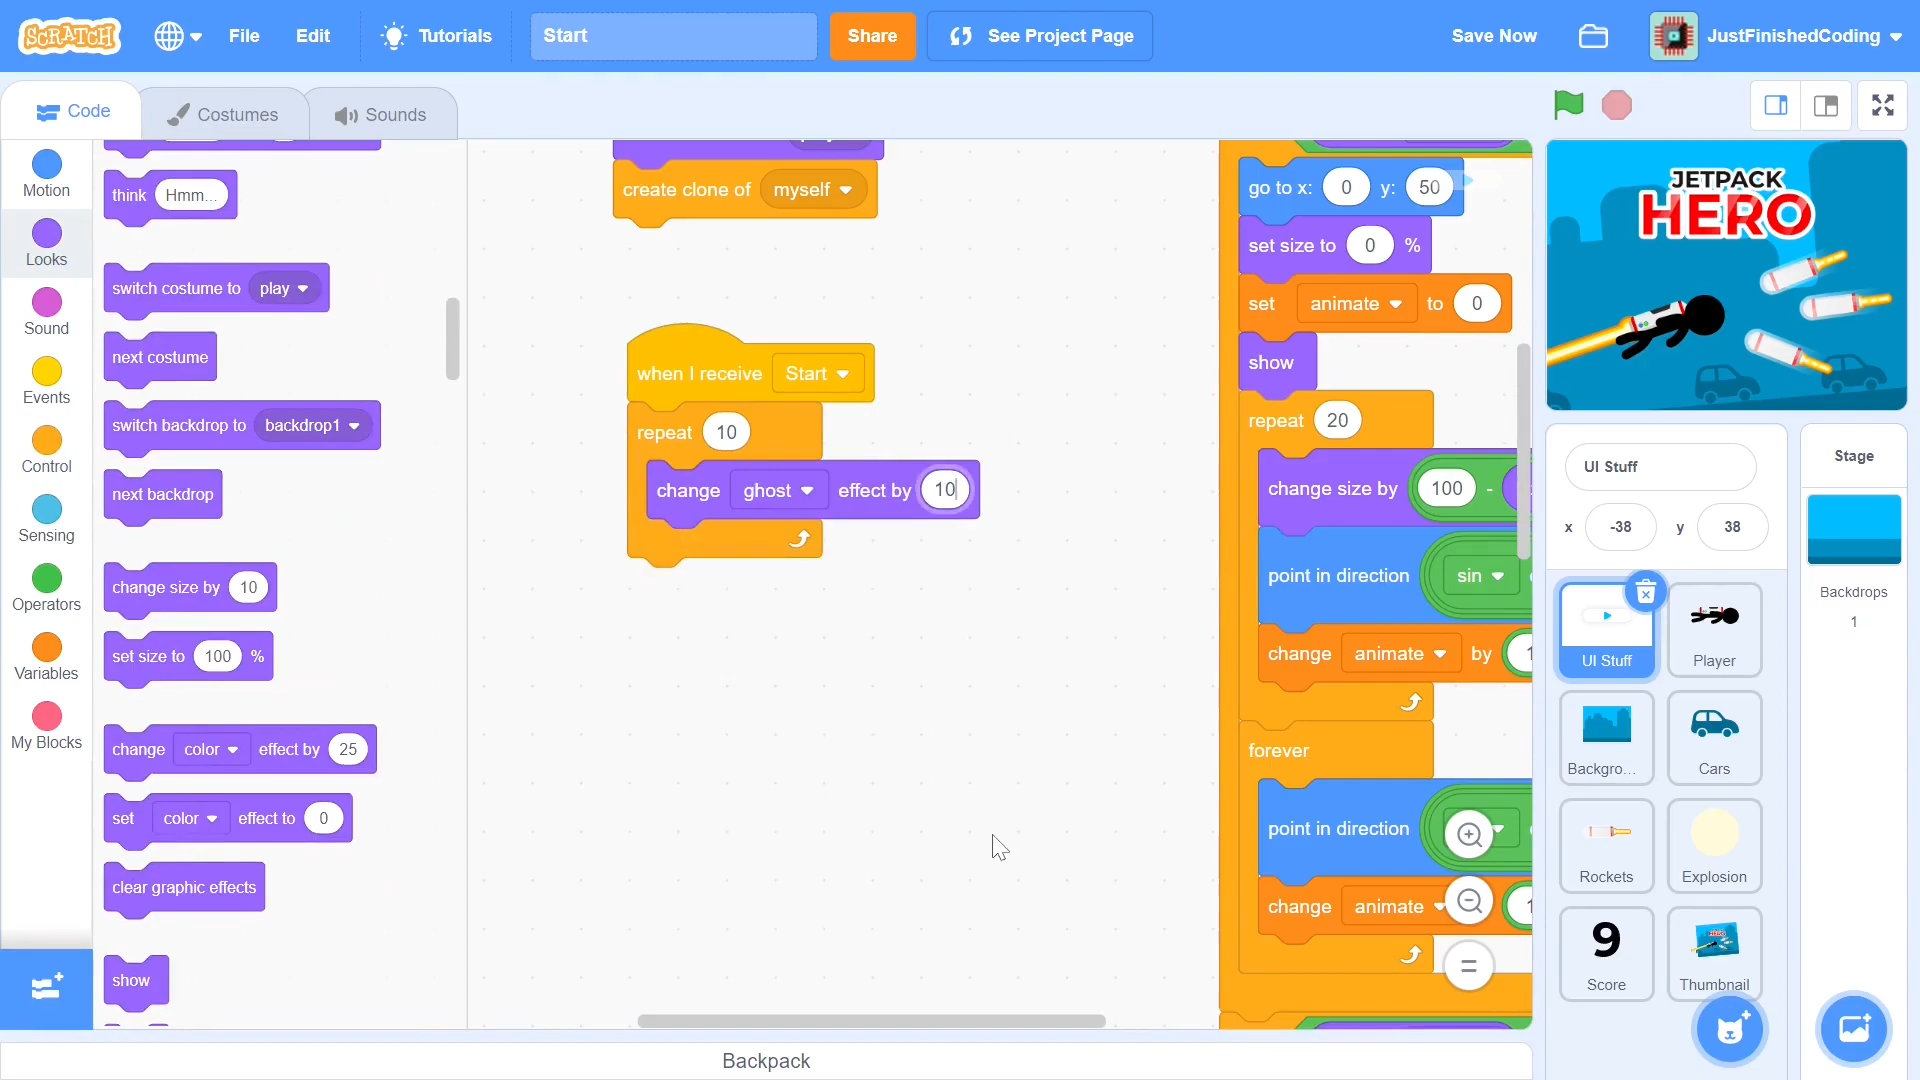 SCRATCH
File
Edit
Tutorials
Start
Share
See Project Page
Save Now
JustFinishedCoding
Code
Costumes
Sounds
Motion
Looks
Sound
Events
Control
Sensing
Operators
Variables
My Blocks
think Hmm...
switch costume to play
next costume
switch backdrop to backdrop1
next backdrop
change size by 10
set size to 100 %
change color effect by 25
set color effect to 0
clear graphic effects
show
create clone of myself
when I receive Start
repeat 10
change ghost effect by 10
go to x: 0 y: 50
set size to 0 %
set animate to 0
show
repeat 20
change size by 100 -
point in direction sin
change animate by 1
forever
point in direction
change animate 1
JETPACK
HERO
UI Stuff
x -38 y 38
Stage
Backdrops
1
UI Stuff
Player
Backgro...
Cars
Rockets
Explosion
9
Score
HERO
Thumbnail
Backpack